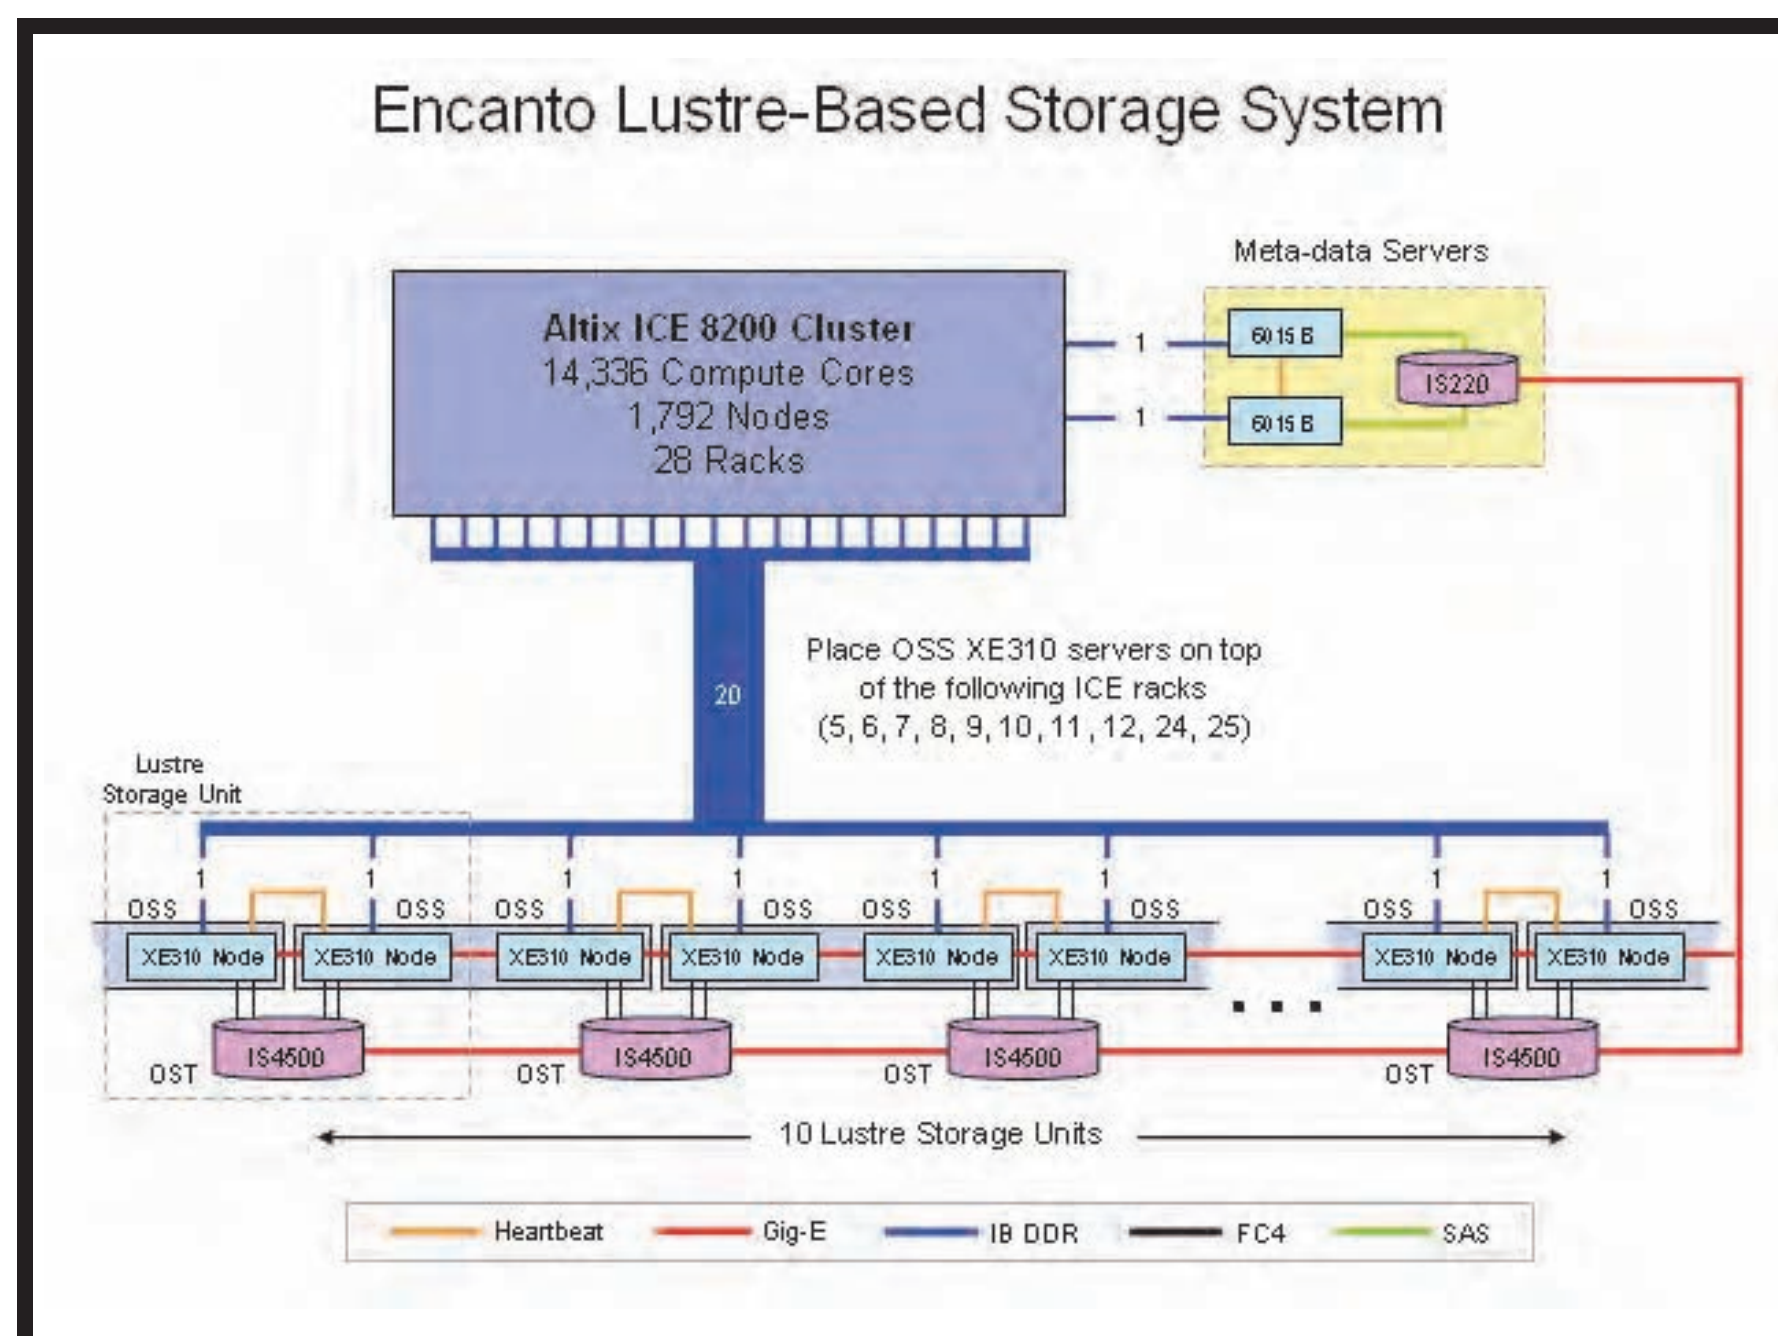 Encanto Lustre-Based Storage System
Meta-data Servers
Altix ICE 8200 Cluster
14,336 Compute Cores
1,792 Nodes
28 Racks
1
6015 B
IS220
1
6015 B
Place OSS XE310 servers on top
of the following ICE racks
(5, 6, 7, 8, 9, 10, 11, 12, 24, 25)
20
Lustre
Storage Unit
1 1 1 1 1 1 1 1
OSS OSS OSS OSS OSS OSS OSS OSS
XE310 Node XE310 Node XE310 Node XE310 Node XE310 Node XE310 Node XE310 Node XE310 Node
. . .
IS4500 IS4500 IS4500 IS4500
OST OST OST OST
10 Lustre Storage Units
Heartbeat Gig-E IB DDR FC4 SAS